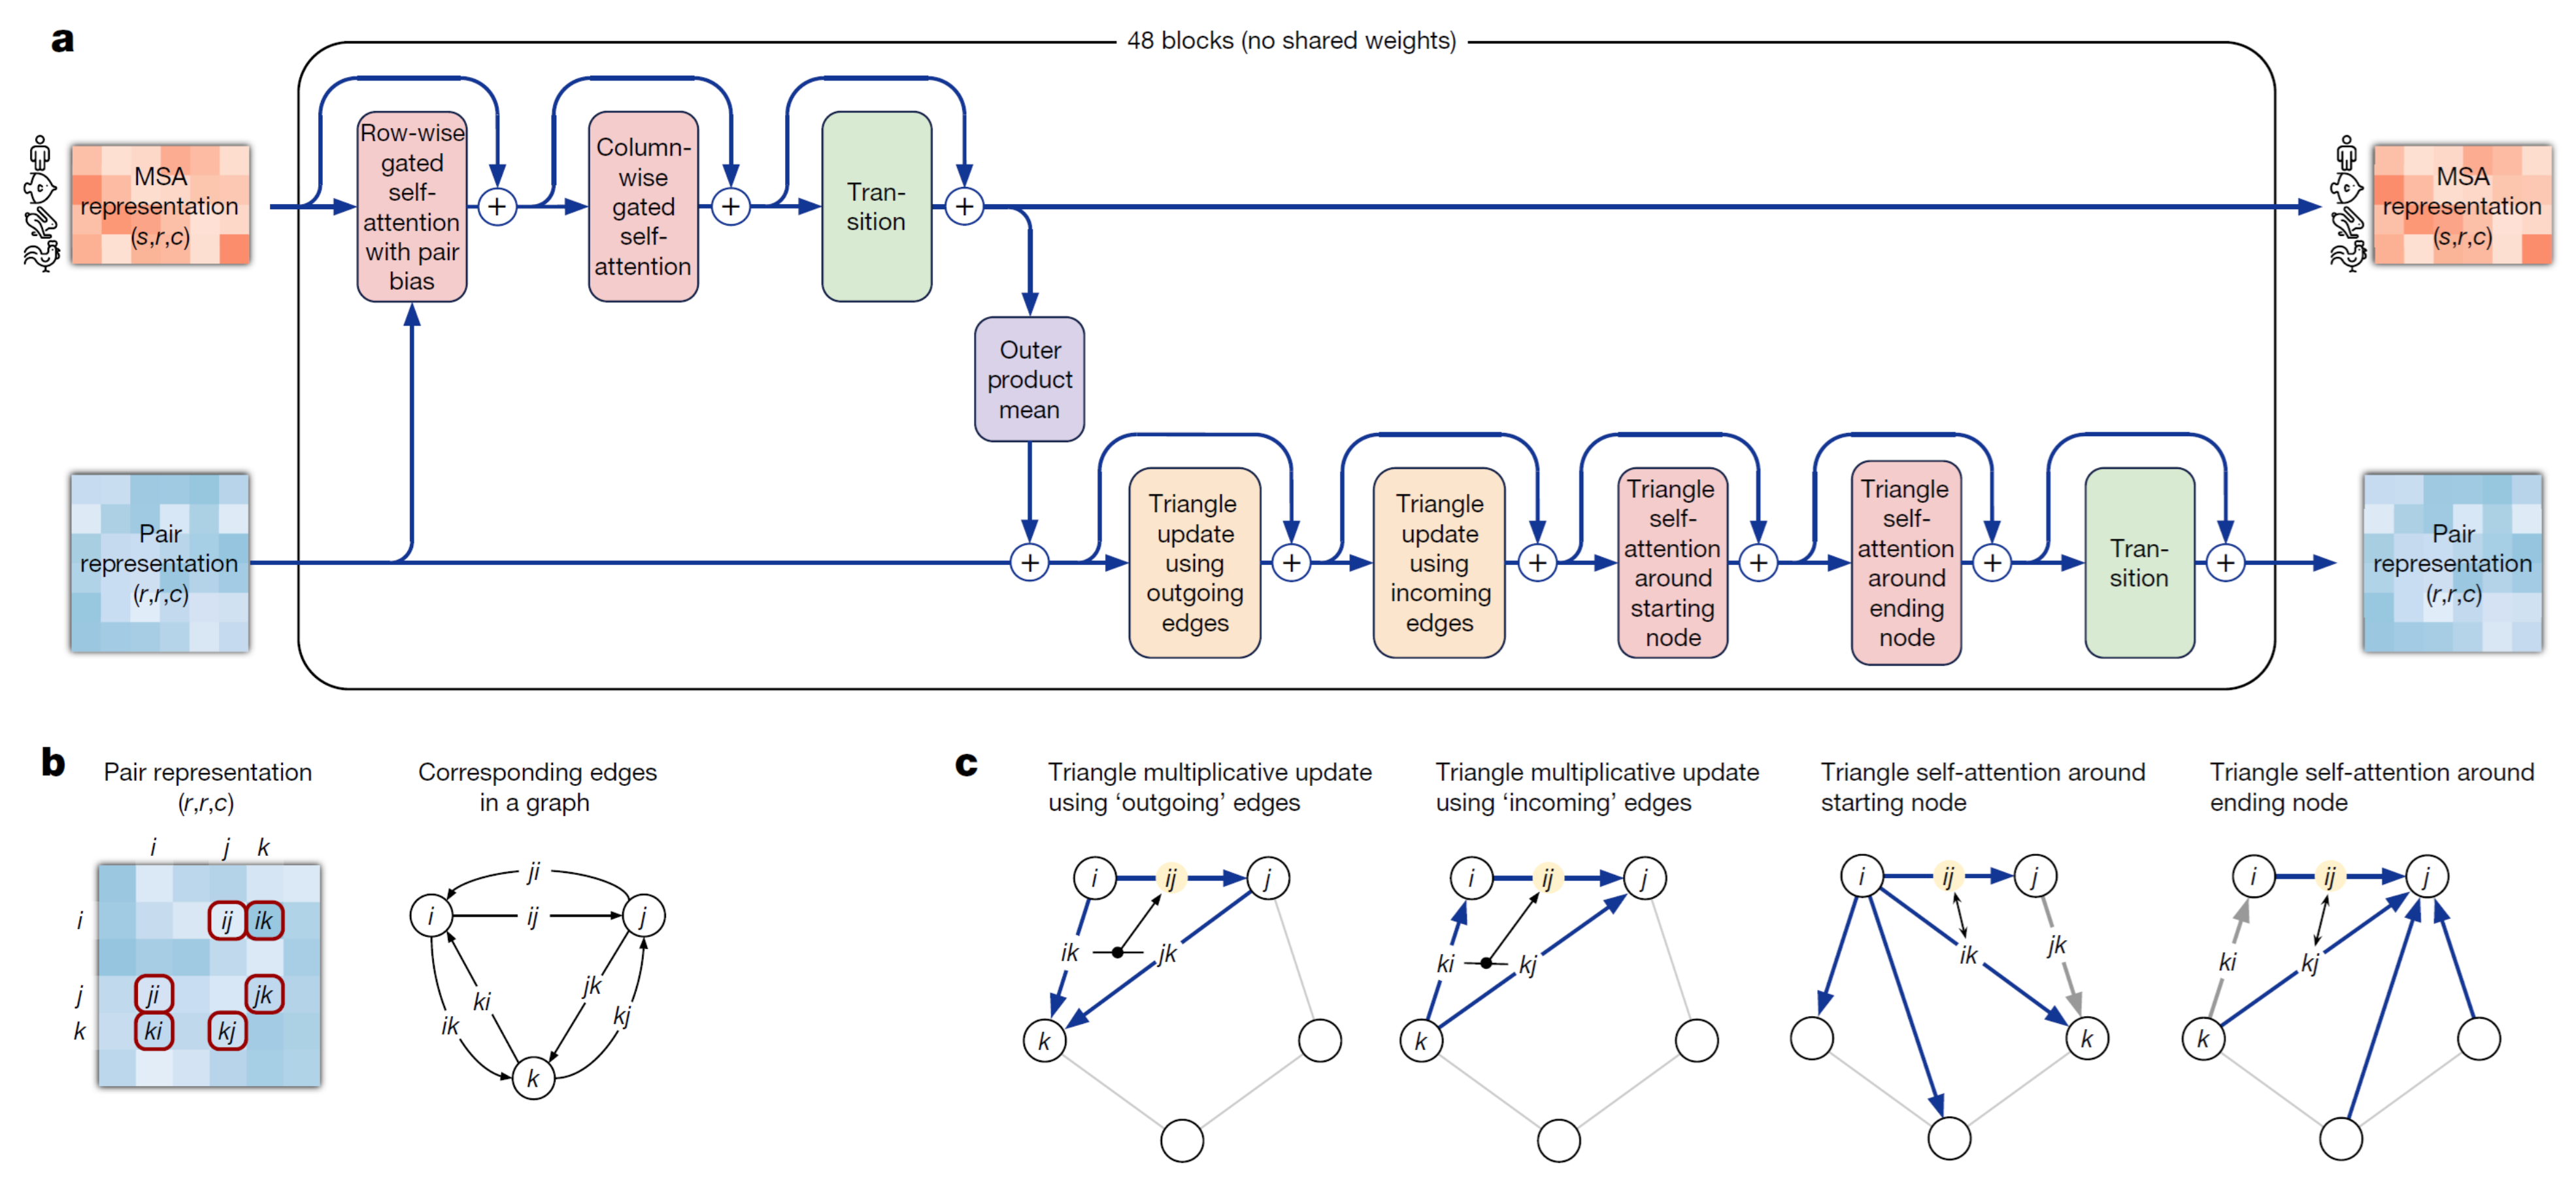 a
48 blocks (no shared weights)
MSA
representation
(s,r,c)
Row-wise
gated
self-
attention
with pair
bias
+
Column-
wise
gated
self-
attention
+
Tran-
sition
+
MSA
representation
(s,r,c)
Outer
product
mean
Pair
representation
(r,r,c)
+
Triangle
update
using
outgoing
edges
+
Triangle
update
using
incoming
edges
+
Triangle
self-
attention
around
starting
node
+
Triangle
self-
attention
around
ending
node
+
Tran-
sition
+
Pair
representation
(r,r,c)
b
Pair representation
(r,r,c)
i j k
i ij ik
j ji jk
k ki kj
Corresponding edges
in a graph
ji
i ij j
ki jk
ik kj
k
c
Triangle multiplicative update
using ‘outgoing’ edges
i ij j
ik jk
k
Triangle multiplicative update
using ‘incoming’ edges
i ij j
ki kj
k
Triangle self-attention around
starting node
i ij j
ik jk
k
Triangle self-attention around
ending node
i ij j
ki kj
k